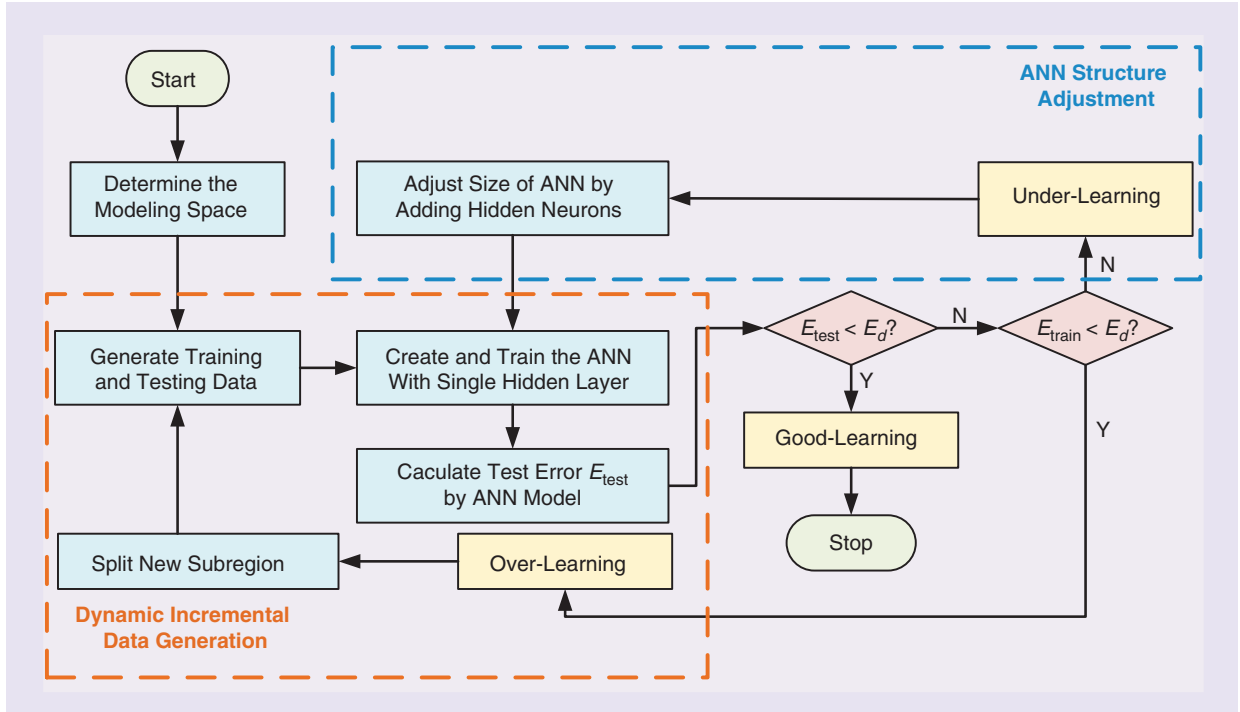 Start
ANN Structure
Adjustment
Determine the
Modeling Space
Adjust Size of ANN by
Adding Hidden Neurons
Under-Learning
N
Generate Training
and Testing Data
Create and Train the ANN
With Single Hidden Layer
E_test < E_d?
N
E_train < E_d?
Y
Y
Caculate Test Error E_test
by ANN Model
Good-Learning
Stop
Split New Subregion
Over-Learning
Dynamic Incremental
Data Generation